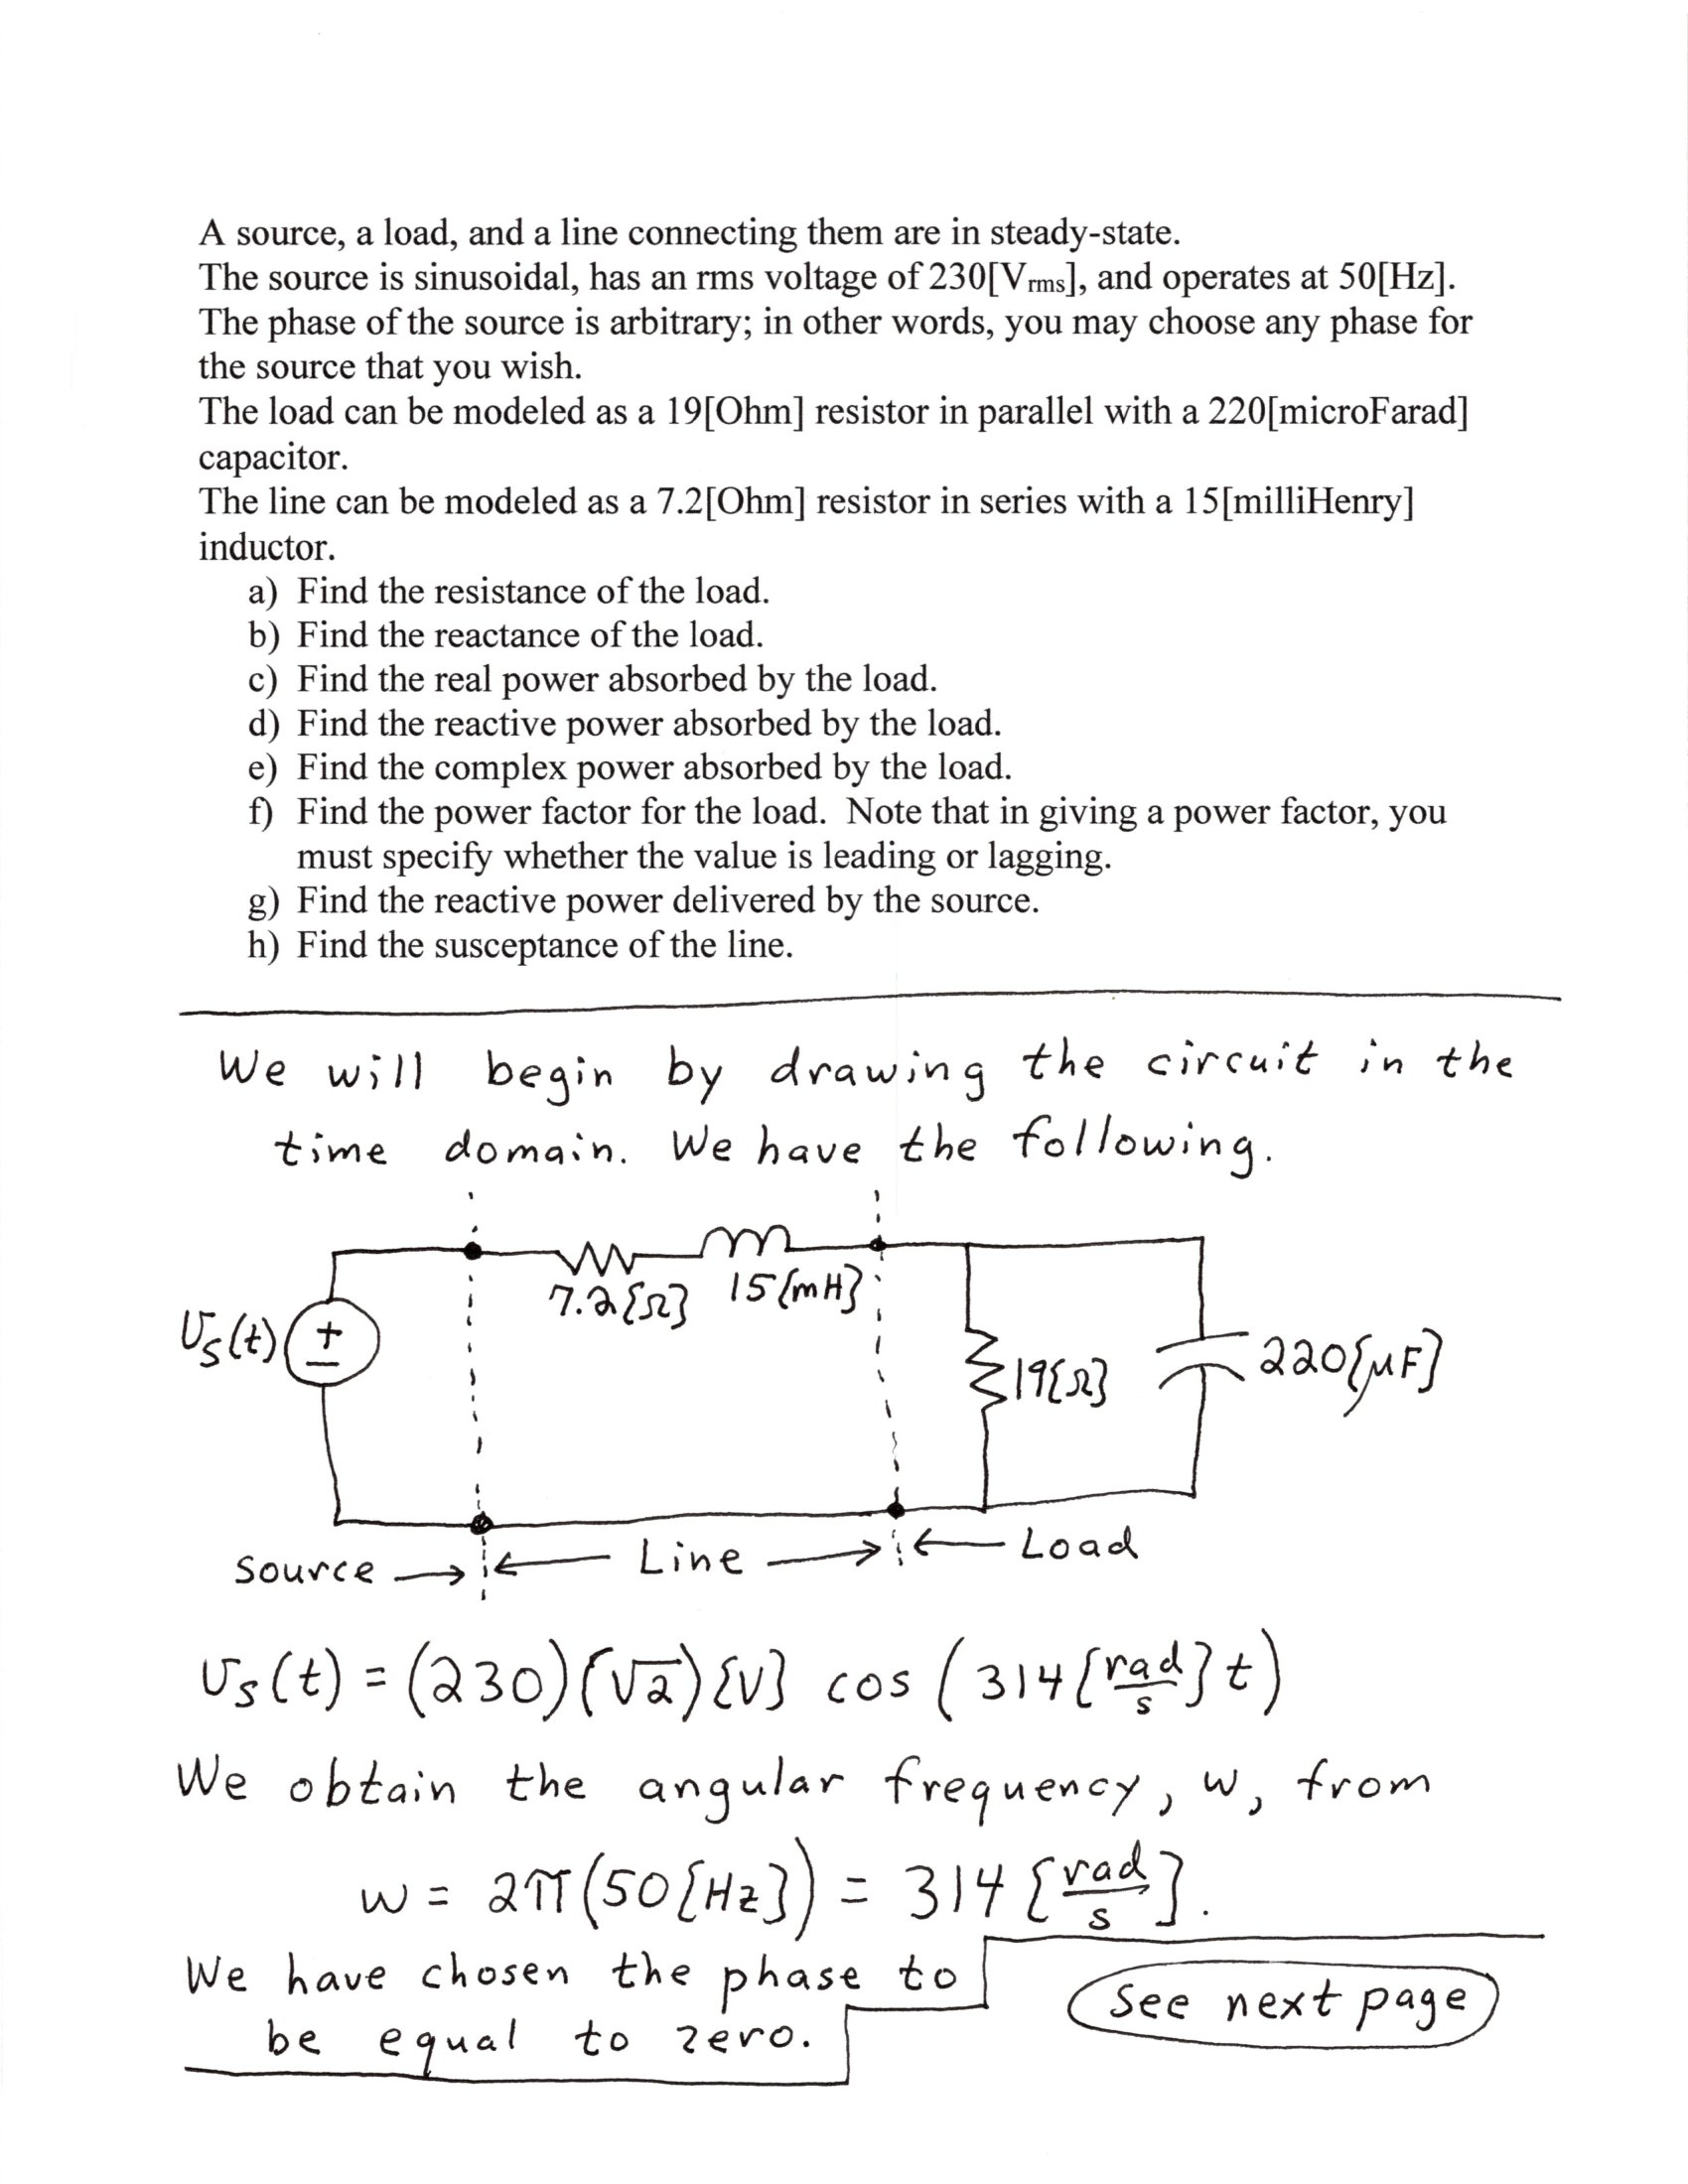 A source, a load, and a line connecting them are in steady-state.
The source is sinusoidal, has an rms voltage of 230[Vrms], and operates at 50[Hz].
The phase of the source is arbitrary; in other words, you may choose any phase for
the source that you wish.
The load can be modeled as a 19[Ohm] resistor in parallel with a 220[microFarad]
capacitor.
The line can be modeled as a 7.2[Ohm] resistor in series with a 15[milliHenry]
inductor.
a) Find the resistance of the load.
b) Find the reactance of the load.
c) Find the real power absorbed by the load.
d) Find the reactive power absorbed by the load.
e) Find the complex power absorbed by the load.
f) Find the power factor for the load. Note that in giving a power factor, you
must specify whether the value is leading or lagging.
g) Find the reactive power delivered by the source.
h) Find the susceptance of the line.
We will begin by drawing the circuit in the
time domain. We have the following.
7.2[Ω] 15[mH]
vs(t) + − 19[Ω] 220[μF]
Source → ← Line → ← Load
vs(t) = (230)(√2)[V] cos(314[rad/s]t)
We obtain the angular frequency, ω, from
ω = 2π(50[Hz]) = 314[rad/s].
We have chosen the phase to
be equal to zero.
See next page